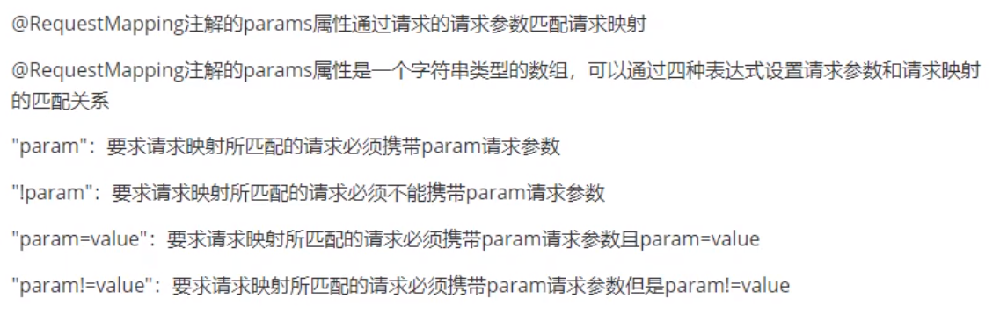 @RequestMapping注解的params属性通过请求的请求参数匹配请求映射
@RequestMapping注解的params属性是一个字符串类型的数组，可以通过四种表达式设置请求参数和请求映射
的匹配关系
"param"：要求请求映射所匹配的请求必须携带param请求参数
"!param"：要求请求映射所匹配的请求必须不能携带param请求参数
"param=value"：要求请求映射所匹配的请求必须携带param请求参数且param=value
"param!=value"：要求请求映射所匹配的请求必须携带param请求参数但是param!=value